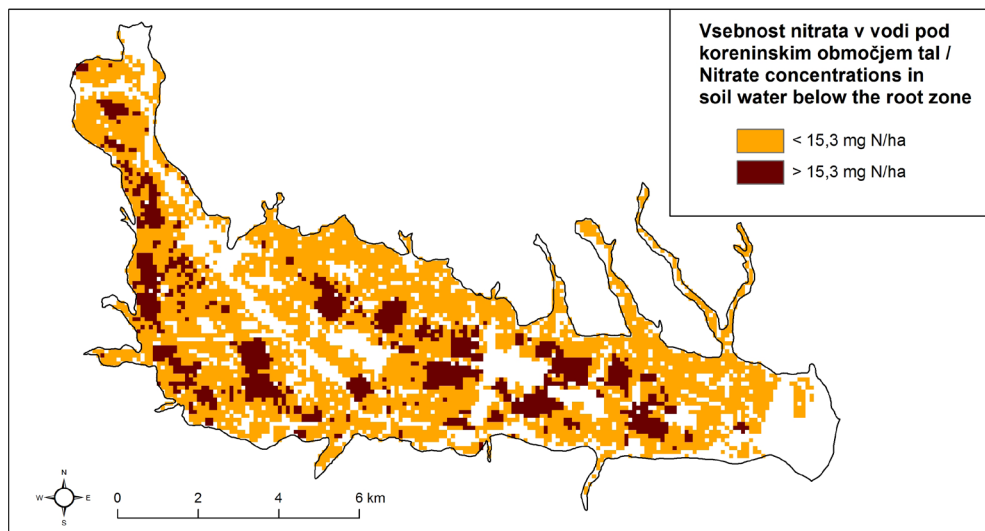 Vsebnost nitrata v vodi pod
koreninskim območjem tal /
Nitrate concentrations in
soil water below the root zone
< 15,3 mg N/ha
> 15,3 mg N/ha
N
W E
S
0 2 4 6 km